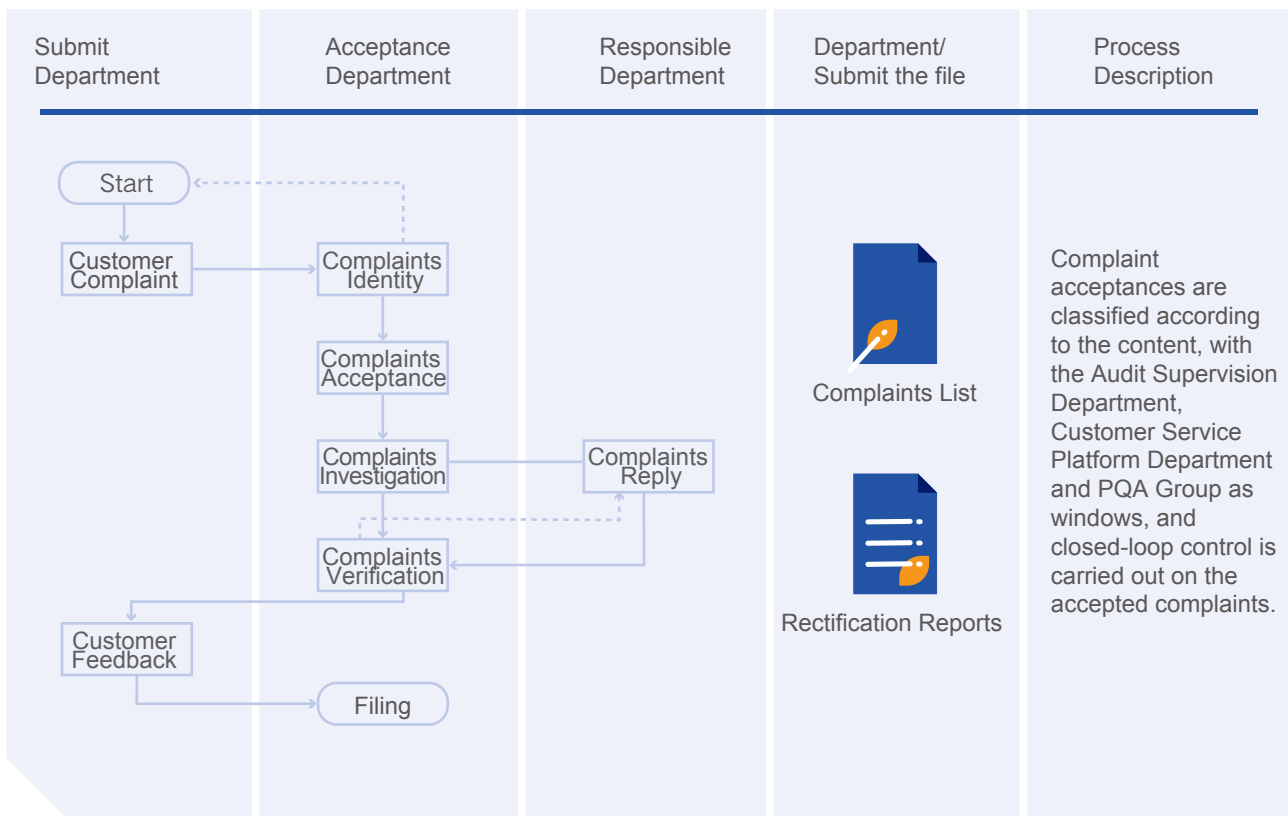 Submit
Department
Acceptance
Department
Responsible
Department
Department/
Submit the file
Process
Description
Start
Customer
Complaint
Complaints
Identity
Complaints
Acceptance
Complaints
Investigation
Complaints
Reply
Complaints
Verification
Customer
Feedback
Filing
Complaints List
Rectification Reports
Complaint
acceptances are
classified according
to the content, with
the Audit Supervision
Department,
Customer Service
Platform Department
and PQA Group as
windows, and
closed-loop control is
carried out on the
accepted complaints.